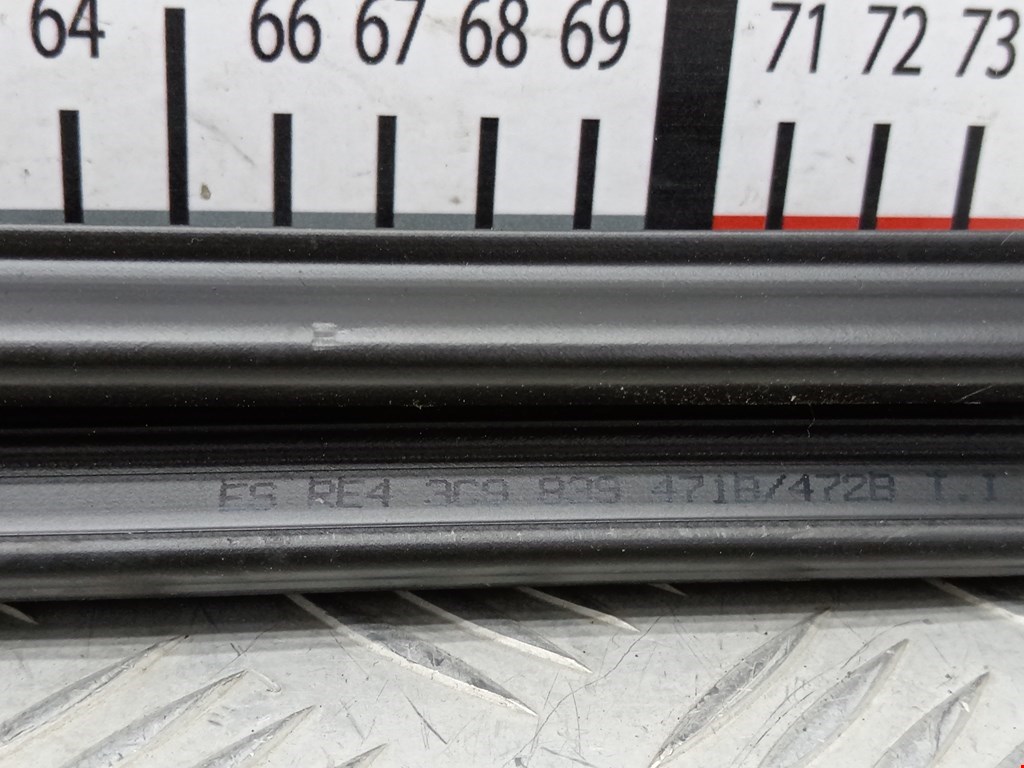 64 66 67 68 69 71 72 73
ES RE4 3C9 839 471B/472B T.I